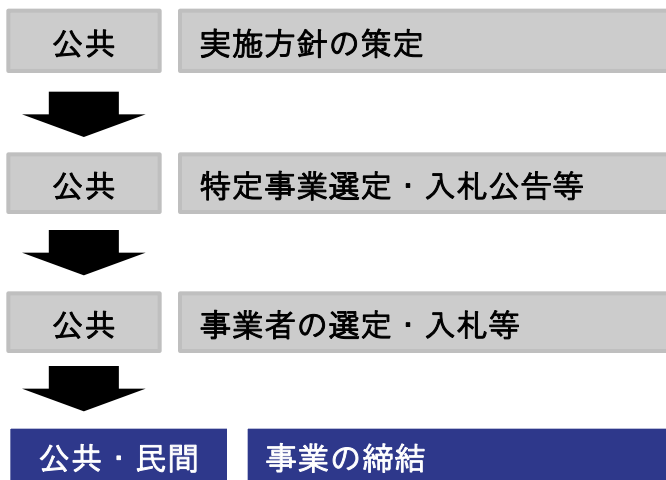 公共 実施方針の策定
公共 特定事業選定・入札公告等
公共 事業者の選定・入札等
公共・民間 事業の締結